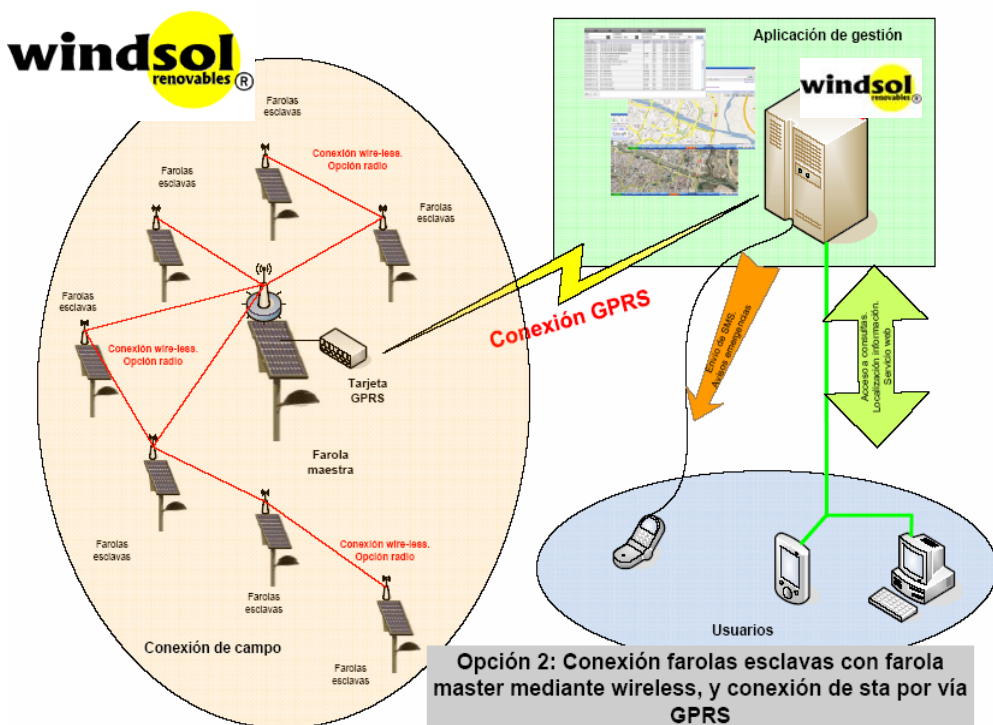 windsol
renovables ®
Farolas
esclavas
Conexión wire-less.
Opción radio
Farolas
esclavas
Farolas
esclavas
Farolas
esclavas
Conexión wire-less.
Opción radio
Tarjeta
GPRS
Farola
maestra
Farolas
esclavas
Conexión wire-less.
Opción radio
Farolas
esclavas
Farolas
esclavas
Conexión de campo
Conexión GPRS
Aplicación de gestión
windsol
renovables ®
Envío de SMS.
Avisos emergencias
Acceso a consultas.
Localización información.
Servicio web
Usuarios
Opción 2: Conexión farolas esclavas con farola
master mediante wireless, y conexión de sta por vía
GPRS